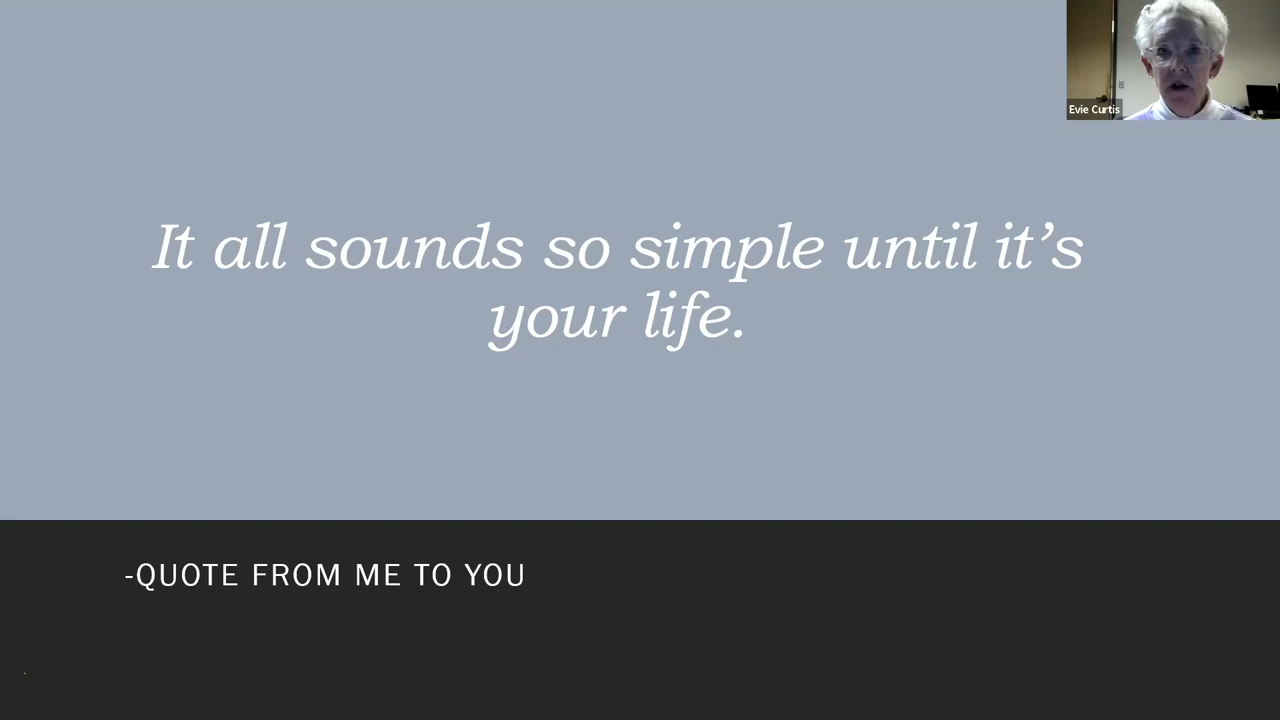 Evie Curtis
It all sounds so simple until it’s
your life.
-QUOTE FROM ME TO YOU